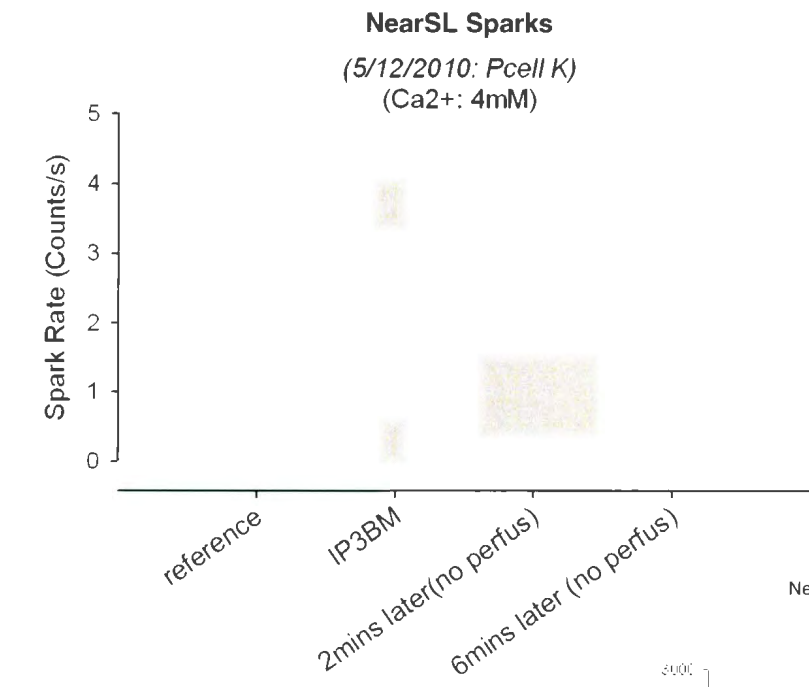 NearSL Sparks
(5/12/2010: Pcell K)
(Ca2+: 4mM)
Spark Rate (Counts/s)
5
4
3
2
1
0
reference
IP3BM
2mins later(no perfus)
6mins later (no perfus)
Ne
3000